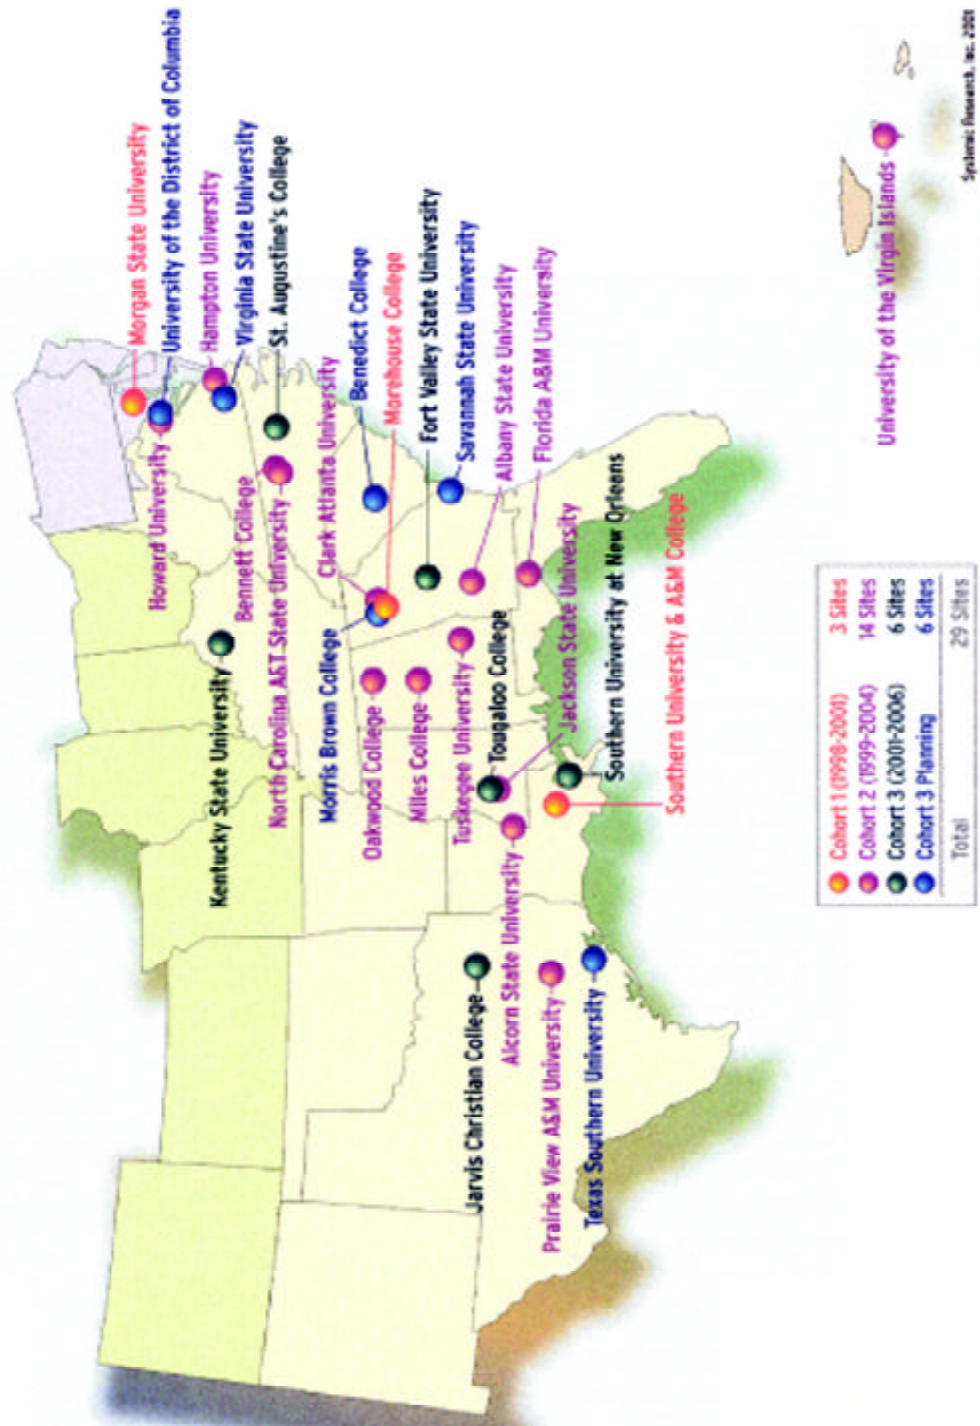 Morgan State University
University of the District of Columbia
Hampton University
Virginia State University
St. Augustine's College
Howard University
Bennett College
North Carolina A&T State University
Clark Atlanta University
Benedict College
Morehouse College
Fort Valley State University
Savannah State University
Albany State University
Florida A&M University
Kentucky State University
Morris Brown College
Oakwood College
Miles College
Tuskegee University
Tougaloo College
Jackson State University
Southern University at New Orleans
Southern University & A&M College
Alcorn State University
Jarvis Christian College
Prairie View A&M University
Texas Southern University
University of the Virgin Islands
Cohort 1 (1998-2001) 3 Sites
Cohort 2 (1999-2004) 14 Sites
Cohort 3 (2001-2006) 6 Sites
Cohort 3 Planning 6 Sites
Total 29 Sites
Systemic Research, Inc. 2001